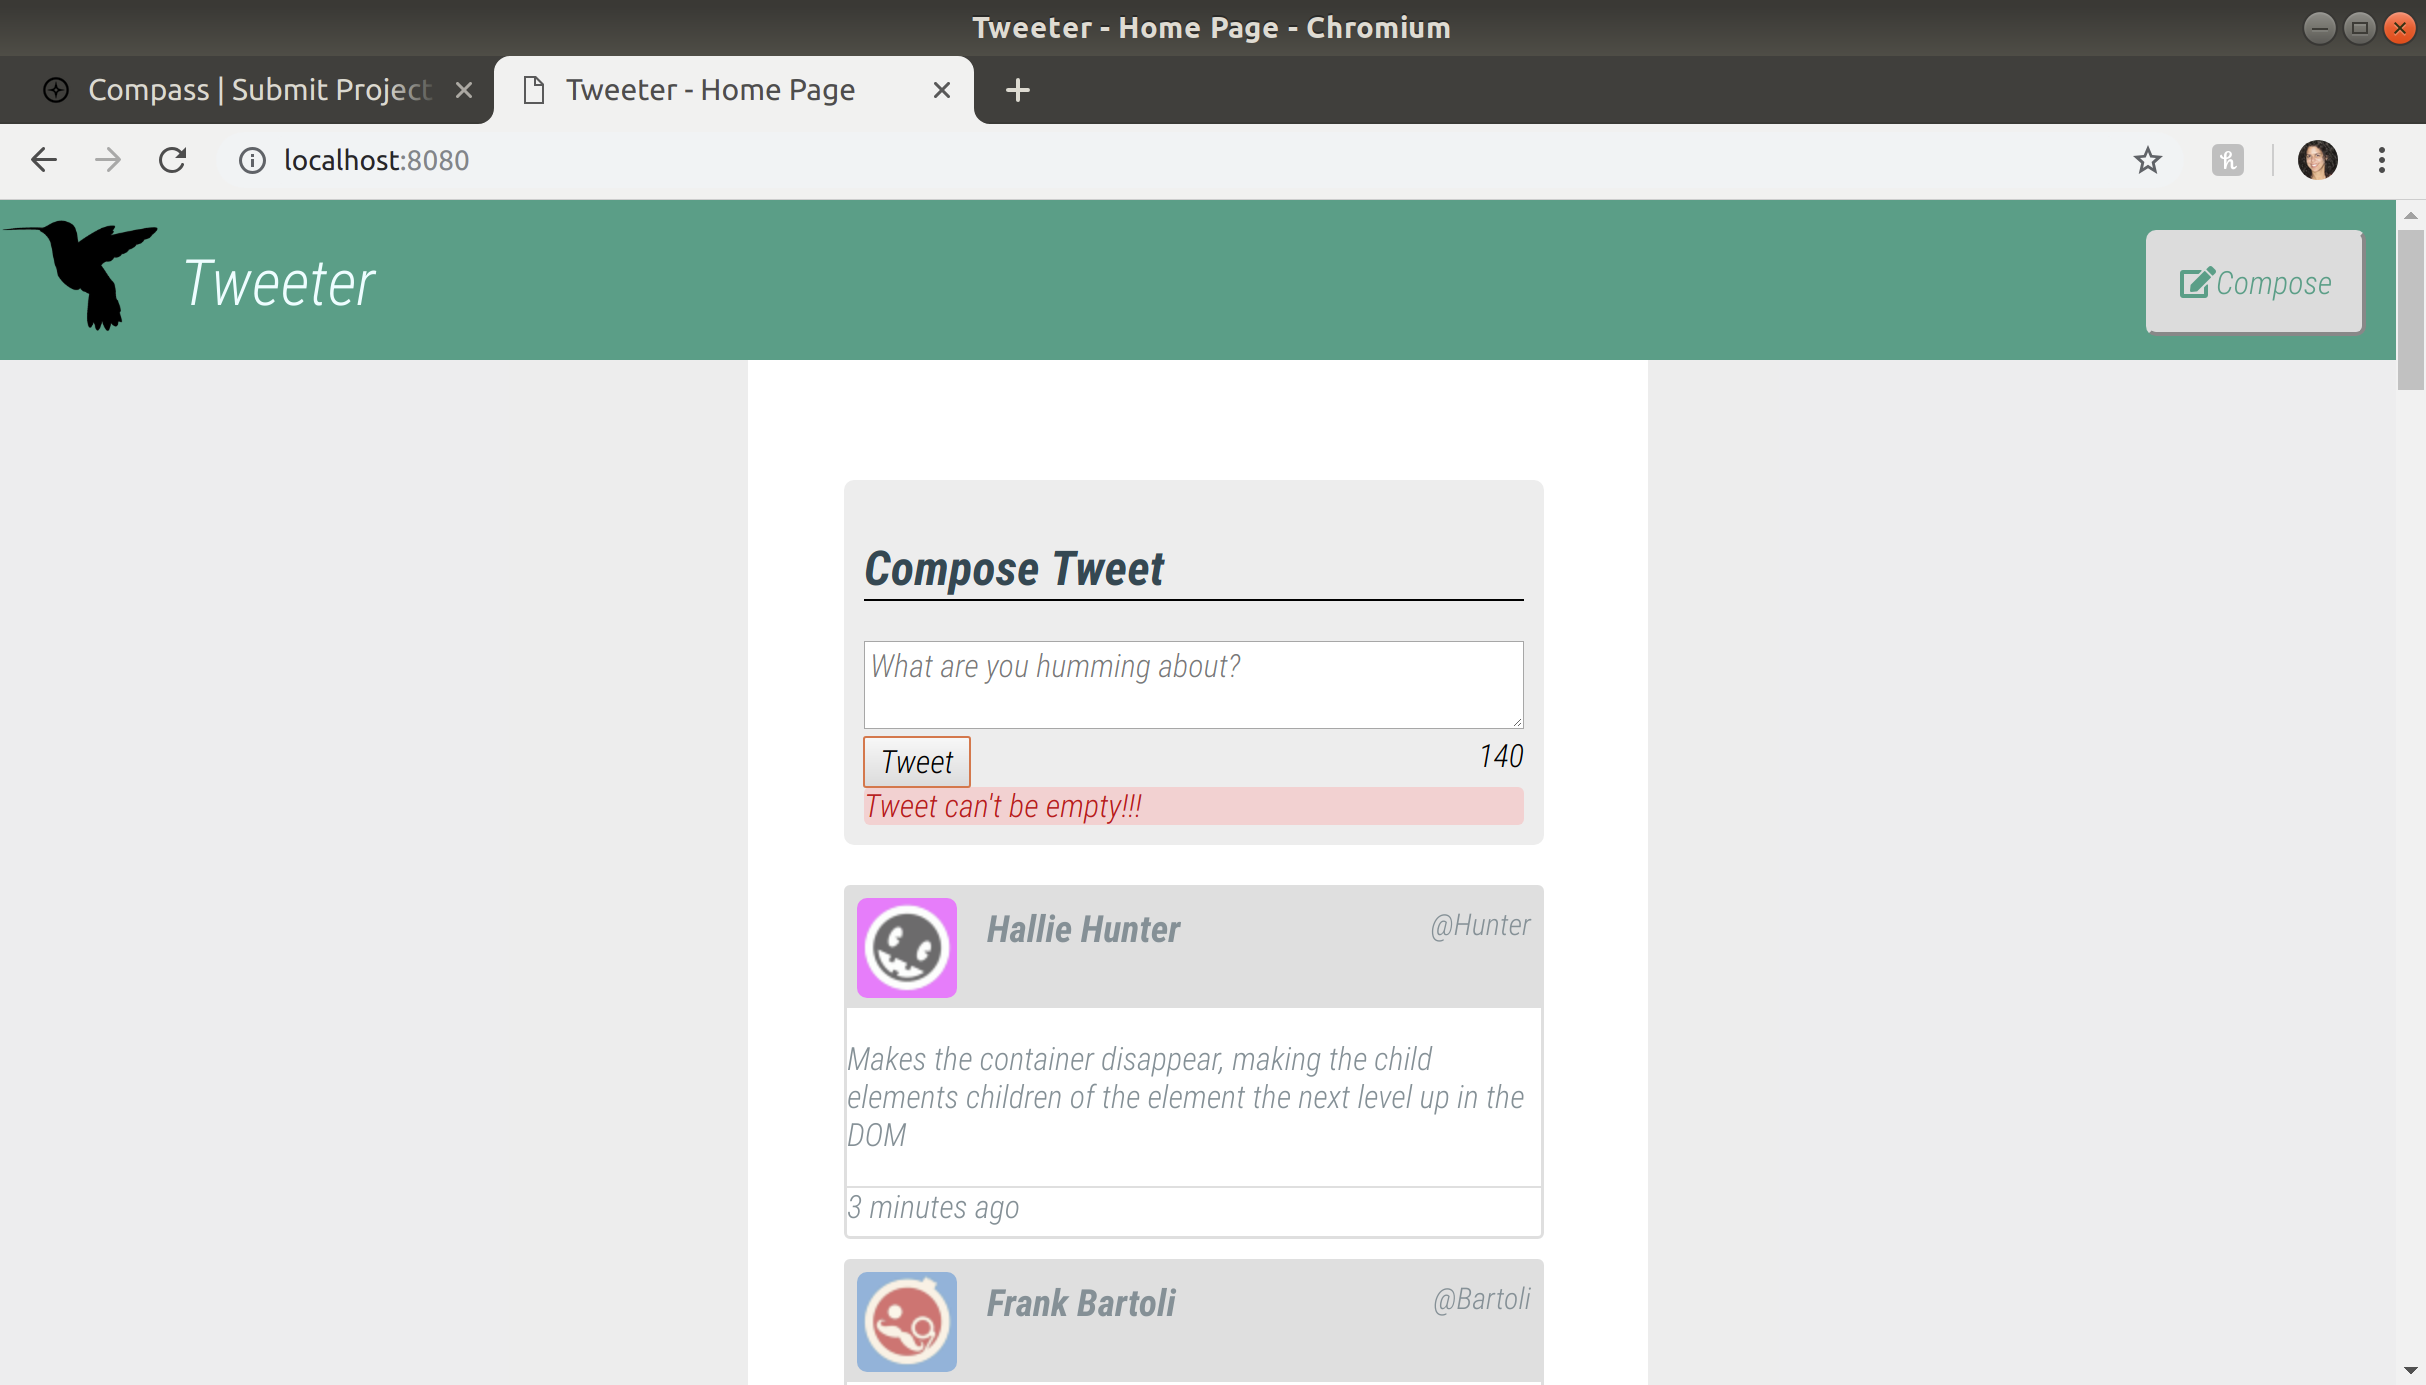 Tweeter - Home Page - Chromium
Compass | Submit Project
Tweeter - Home Page
localhost:8080
Tweeter
Compose
Compose Tweet
What are you humming about?
Tweet
140
Tweet can't be empty!!!
Hallie Hunter
@Hunter
Makes the container disappear, making the child
elements children of the element the next level up in the
DOM
3 minutes ago
Frank Bartoli
@Bartoli